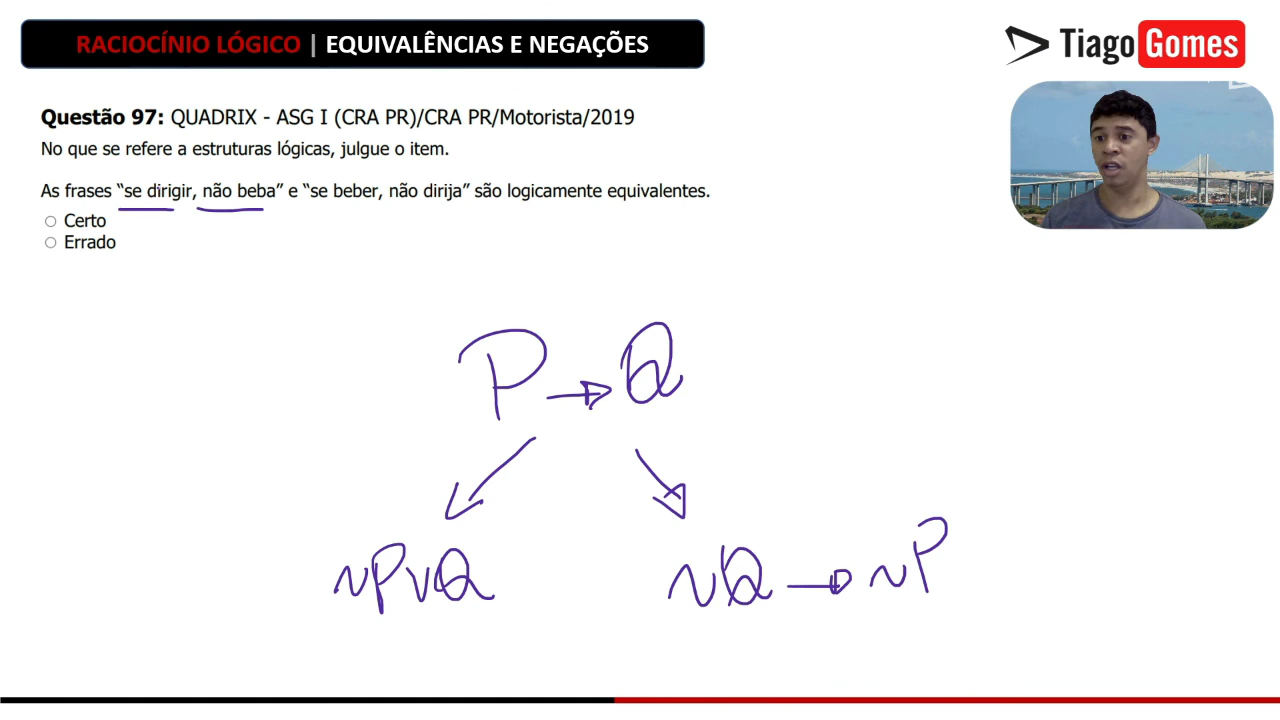 RACIOCÍNIO LÓGICO | EQUIVALÊNCIAS E NEGAÇÕES
Tiago Gomes
Questão 97: QUADRIX - ASG I (CRA PR)/CRA PR/Motorista/2019
No que se refere a estruturas lógicas, julgue o item.
As frases “se dirigir, não beba” e “se beber, não dirija” são logicamente equivalentes.
Certo
Errado
P → Q
~P v Q
~Q → ~P